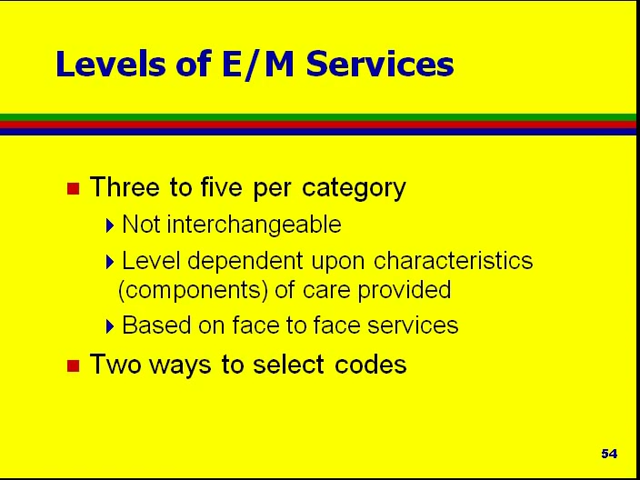 Levels of E/M Services
Three to five per category
Not interchangeable
Level dependent upon characteristics
(components) of care provided
Based on face to face services
Two ways to select codes
54